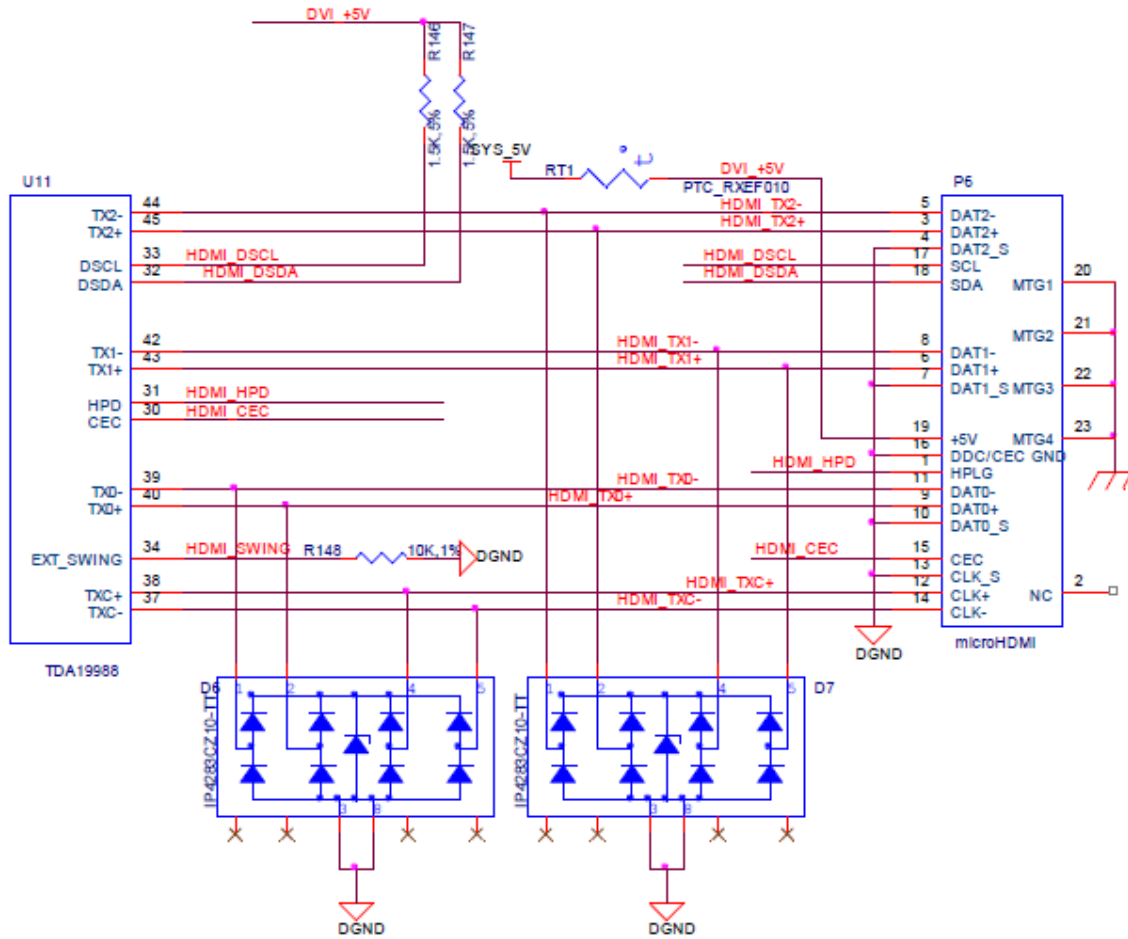 DVI_+5V
R146
R147
1.5K,5%
1.5K,5%
SYS_5V
RT1
t
DVI_+5V
PTC_RXEF010
U11
P6
TX2- 44 HDMI_TX2- 5 DAT2-
TX2+ 45 HDMI_TX2+ 3 DAT2+
4 DAT2_S
DSCL 33 HDMI_DSCL HDMI_DSCL 17 SCL
DSDA 32 HDMI_DSDA HDMI_DSDA 18 SDA
MTG1 20
MTG2 21
TX1- 42 HDMI_TX1- 8 DAT1-
TX1+ 43 HDMI_TX1+ 6 DAT1+
7 DAT1_S MTG3 22
HPD 31 HDMI_HPD
CEC 30 HDMI_CEC
19 +5V MTG4 23
16 DDC/CEC GND
HDMI_HPD 1 HPLG
TX0- 39 HDMI_TX0- 11 DAT0-
TX0+ 40 HDMI_TX0+ 9 DAT0+
10 DAT0_S
EXT_SWING 34 HDMI_SWING R148 10K,1% DGND HDMI_CEC 15 CEC
13 CLK_S
TXC+ 38 HDMI_TXC+ 12 CLK+ NC 2
TXC- 37 HDMI_TXC- 14 CLK-
DGND
microHDMI
TDA19988
D6 1 2 4 5
IP4283CZ10-TT
3 8
DGND
1 2 4 5 D7
IP4283CZ10-TT
3 8
DGND